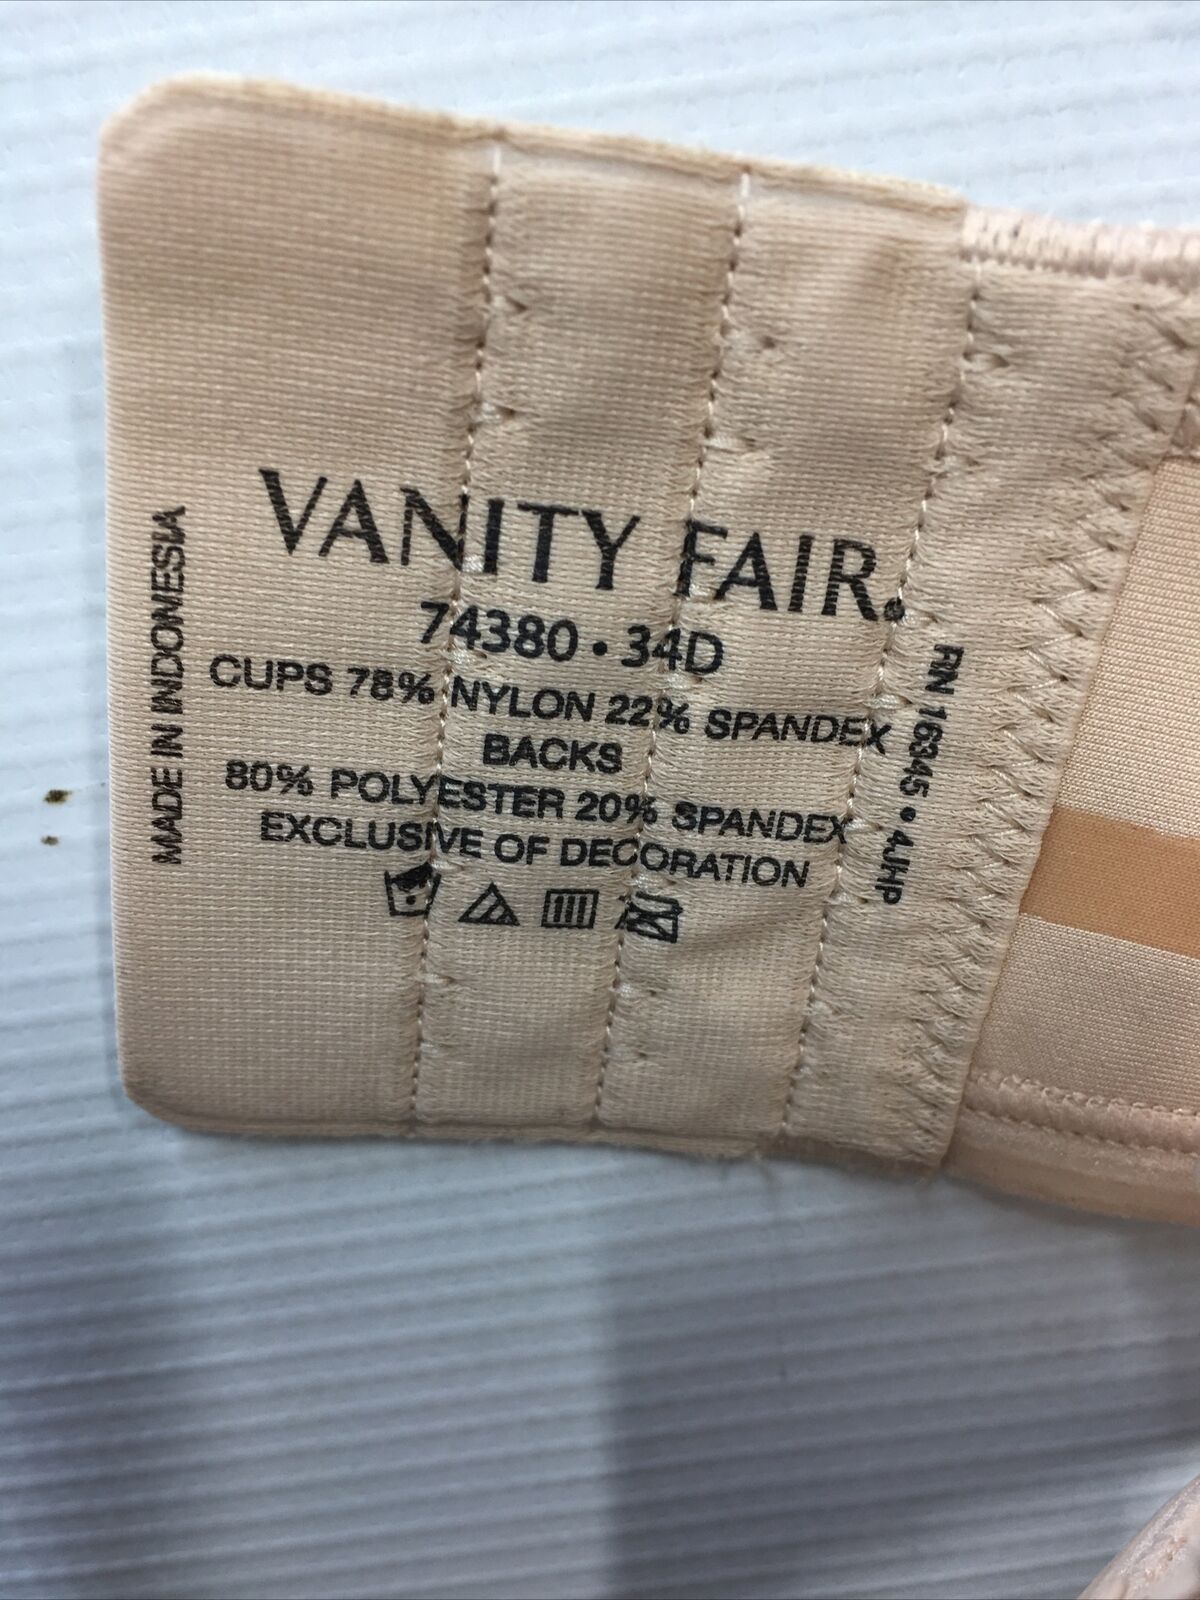 VANITY FAIR.
74380 • 34D
CUPS 78% NYLON 22% SPANDEX
BACKS
80% POLYESTER 20% SPANDEX
EXCLUSIVE OF DECORATION
MADE IN INDONESIA
RN 16345 • 4JHP